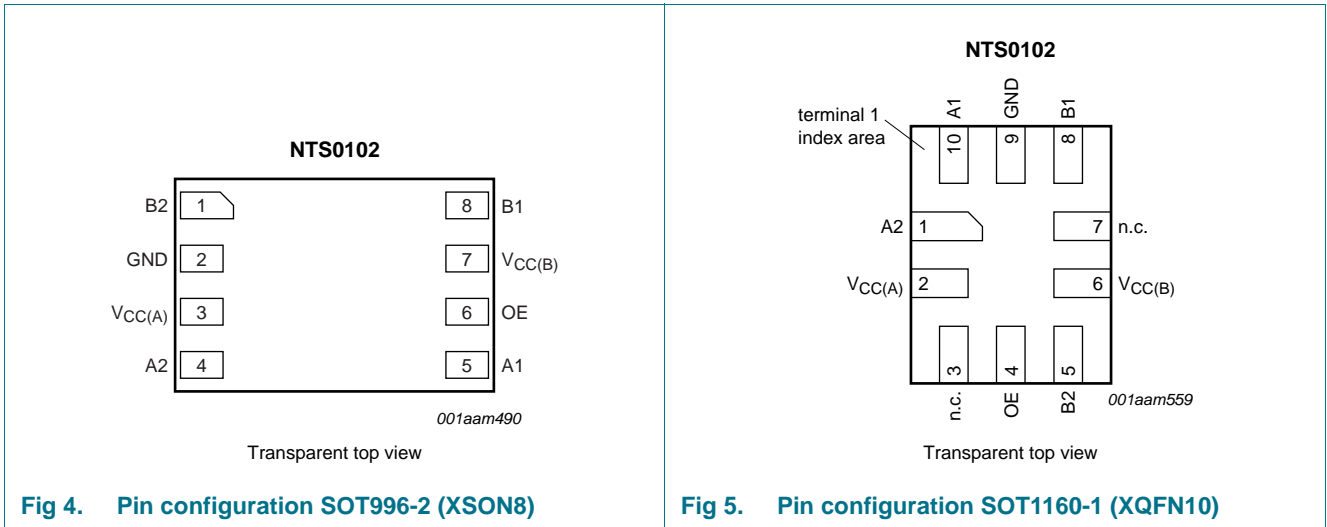 NTS0102
B2 1
GND 2
VCC(A) 3
A2 4
8 B1
7 VCC(B)
6 OE
5 A1
001aam490
Transparent top view
Fig 4. Pin configuration SOT996-2 (XSON8)
NTS0102
terminal 1
index area
A1 GND B1
10 9 8
A2 1
7 n.c.
VCC(A) 2
6 VCC(B)
3 4 5
n.c. OE B2
001aam559
Transparent top view
Fig 5. Pin configuration SOT1160-1 (XQFN10)